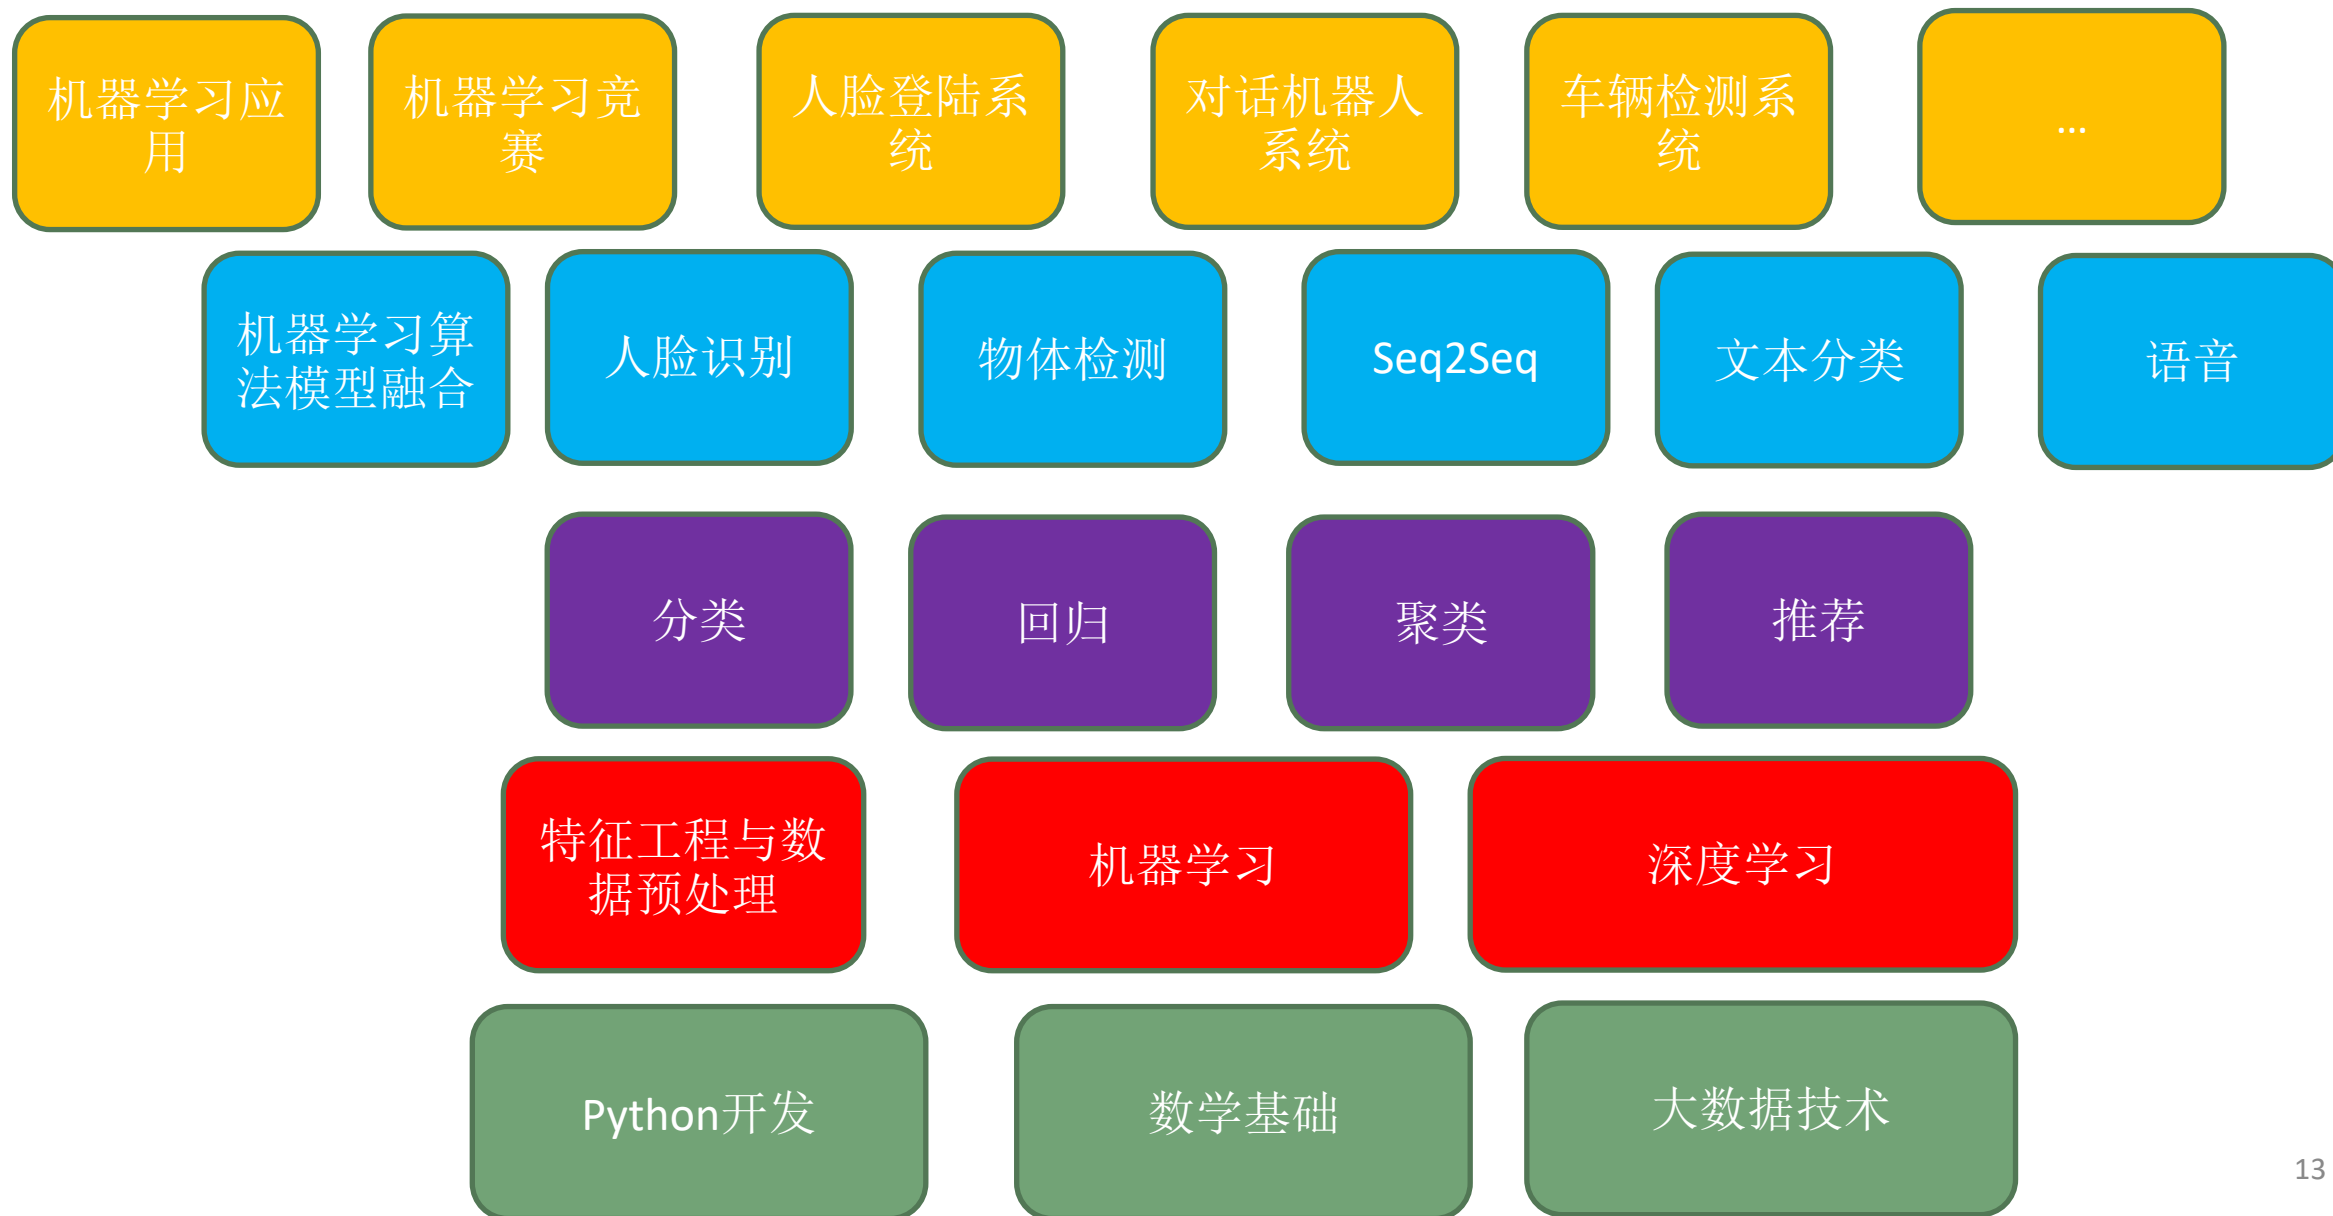 机器学习应
用
机器学习竞
赛
人脸登陆系
统
对话机器人
系统
车辆检测系
统
...
机器学习算
法模型融合
人脸识别
物体检测
Seq2Seq
文本分类
语音
分类
回归
聚类
推荐
特征工程与数
据预处理
机器学习
深度学习
Python开发
数学基础
大数据技术
13